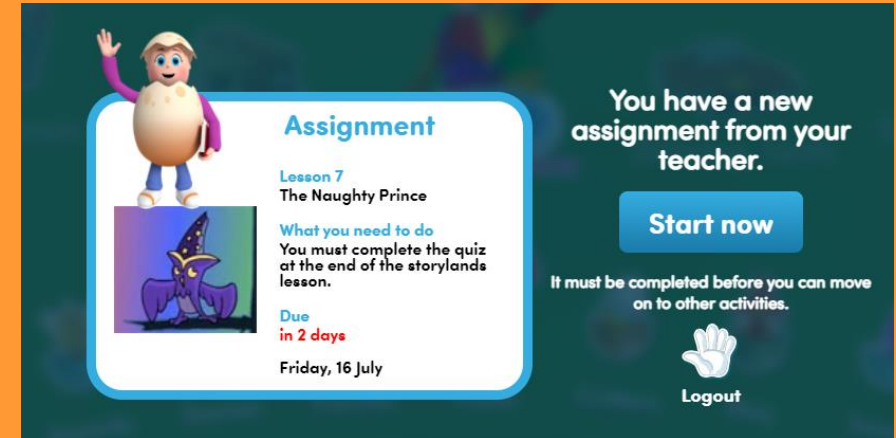 Assignment
Lesson 7
The Naughty Prince
What you need to do
You must complete the quiz
at the end of the storylands
lesson.
Due
in 2 days
Friday, 16 July
You have a new
assignment from your
teacher.
Start now
It must be completed before you can move
on to other activities.
Logout